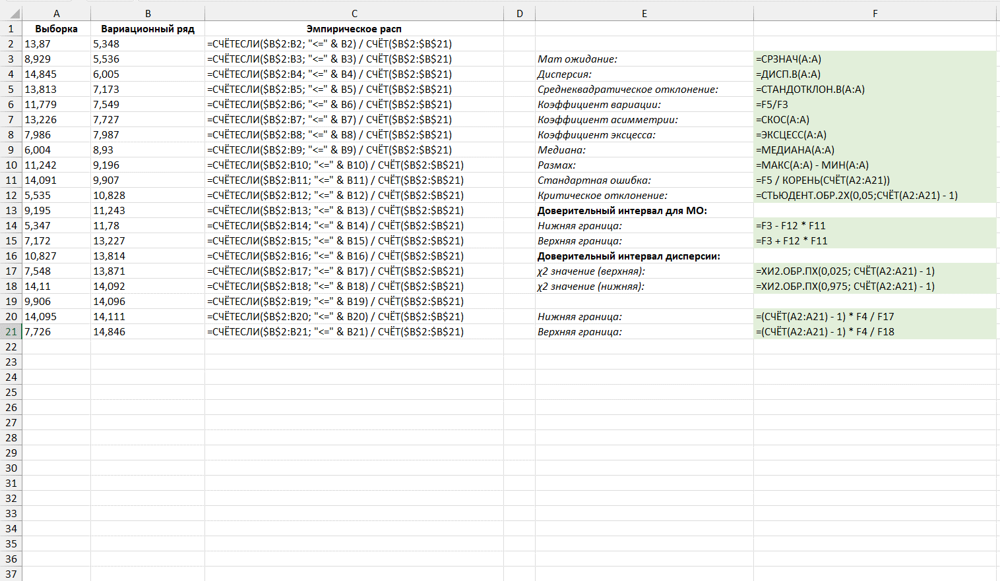 A B C D E F
1 Выборка Вариационный ряд Эмпирическое расп
2 13,87 5,348 =СЧЁТЕСЛИ($B$2:B2; "<=" & B2) / СЧЁТ($B$2:$B$21)
3 8,929 5,536 =СЧЁТЕСЛИ($B$2:B3; "<=" & B3) / СЧЁТ($B$2:$B$21) Мат ожидание: =СРЗНАЧ(A:A)
4 14,845 6,005 =СЧЁТЕСЛИ($B$2:B4; "<=" & B4) / СЧЁТ($B$2:$B$21) Дисперсия: =ДИСП.В(A:A)
5 13,813 7,173 =СЧЁТЕСЛИ($B$2:B5; "<=" & B5) / СЧЁТ($B$2:$B$21) Среднеквадратическое отклонение: =СТАНДОТКЛОН.В(A:A)
6 11,779 7,549 =СЧЁТЕСЛИ($B$2:B6; "<=" & B6) / СЧЁТ($B$2:$B$21) Коэффициент вариации: =F5/F3
7 13,226 7,727 =СЧЁТЕСЛИ($B$2:B7; "<=" & B7) / СЧЁТ($B$2:$B$21) Коэффициент асимметрии: =СКОС(A:A)
8 7,986 7,987 =СЧЁТЕСЛИ($B$2:B8; "<=" & B8) / СЧЁТ($B$2:$B$21) Коэффициент эксцесса: =ЭКСЦЕСС(A:A)
9 6,004 8,93 =СЧЁТЕСЛИ($B$2:B9; "<=" & B9) / СЧЁТ($B$2:$B$21) Медиана: =МЕДИАНА(A:A)
10 11,242 9,196 =СЧЁТЕСЛИ($B$2:B10; "<=" & B10) / СЧЁТ($B$2:$B$21) Размах: =МАКС(A:A) - МИН(A:A)
11 14,091 9,907 =СЧЁТЕСЛИ($B$2:B11; "<=" & B11) / СЧЁТ($B$2:$B$21) Стандартная ошибка: =F5 / КОРЕНЬ(СЧЁТ(A2:A21))
12 5,535 10,828 =СЧЁТЕСЛИ($B$2:B12; "<=" & B12) / СЧЁТ($B$2:$B$21) Критическое отклонение: =СТЬЮДЕНТ.ОБР.2Х(0,05;СЧЁТ(A2:A21) - 1)
13 9,195 11,243 =СЧЁТЕСЛИ($B$2:B13; "<=" & B13) / СЧЁТ($B$2:$B$21) Доверительный интервал для МО:
14 5,347 11,78 =СЧЁТЕСЛИ($B$2:B14; "<=" & B14) / СЧЁТ($B$2:$B$21) Нижняя граница: =F3 - F12 * F11
15 7,172 13,227 =СЧЁТЕСЛИ($B$2:B15; "<=" & B15) / СЧЁТ($B$2:$B$21) Верхняя граница: =F3 + F12 * F11
16 10,827 13,814 =СЧЁТЕСЛИ($B$2:B16; "<=" & B16) / СЧЁТ($B$2:$B$21) Доверительный интервал дисперсии:
17 7,548 13,871 =СЧЁТЕСЛИ($B$2:B17; "<=" & B17) / СЧЁТ($B$2:$B$21) χ2 значение (верхняя): =ХИ2.ОБР.ПХ(0,025; СЧЁТ(A2:A21) - 1)
18 14,11 14,092 =СЧЁТЕСЛИ($B$2:B18; "<=" & B18) / СЧЁТ($B$2:$B$21) χ2 значение (нижняя): =ХИ2.ОБР.ПХ(0,975; СЧЁТ(A2:A21) - 1)
19 9,906 14,096 =СЧЁТЕСЛИ($B$2:B19; "<=" & B19) / СЧЁТ($B$2:$B$21)
20 14,095 14,111 =СЧЁТЕСЛИ($B$2:B20; "<=" & B20) / СЧЁТ($B$2:$B$21) Нижняя граница: =(СЧЁТ(A2:A21) - 1) * F4 / F17
21 7,726 14,846 =СЧЁТЕСЛИ($B$2:B21; "<=" & B21) / СЧЁТ($B$2:$B$21) Верхняя граница: =(СЧЁТ(A2:A21) - 1) * F4 / F18
22
23
24
25
26
27
28
29
30
31
32
33
34
35
36
37